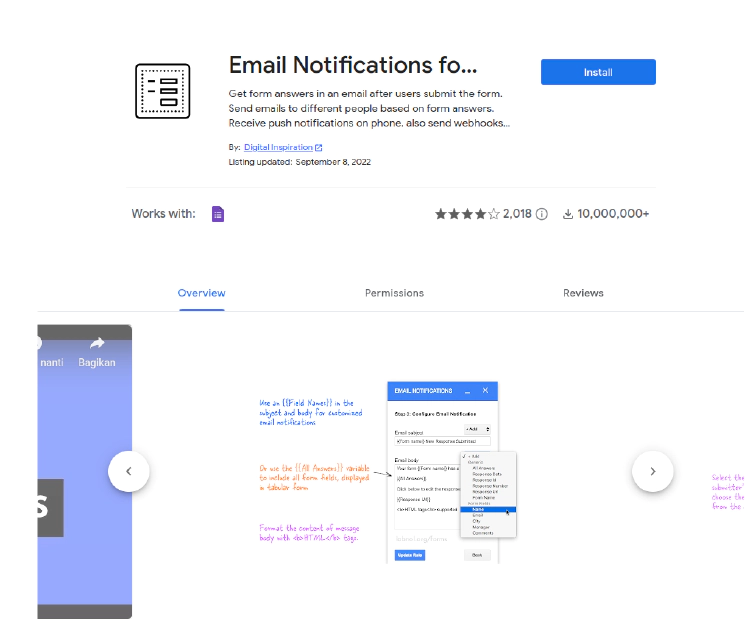 Email Notifications fo...
Install
Get form answers in an email after users submit the form.
Send emails to different people based on form answers.
Receive push notifications on phone. also send webhooks...
By: Digital Inspiration
Listing updated: September 8, 2022
Works with:
2,018
10,000,000+
Overview
Permissions
Reviews
nanti
Bagikan
S
Use an {{Field Names}} in the
subject and body for customized
email notifications
Or use the {{All Answers}} variable
to include all form fields, displayed
in tabular form.
Format the content of message
body with <b>HTML</b> tags.
EMAIL NOTIFICATIONS
Step 2: Configure Email Notification
+ Add
Email subject
{{Form name}} New Response Submitted
Email body
Your form {{Form name}} has a
{{All Answers}}
Click below to edit the response
{{Response Url}}
<b>HTML tags</b> supported
+ Add
General
All Answers
Response Date
Response Id
Response Number
Response Url
Form Name
Form Fields
Name
Email
City
Manager
Comments
Update Rule
Back
Select the
submitter'
choose the
from the